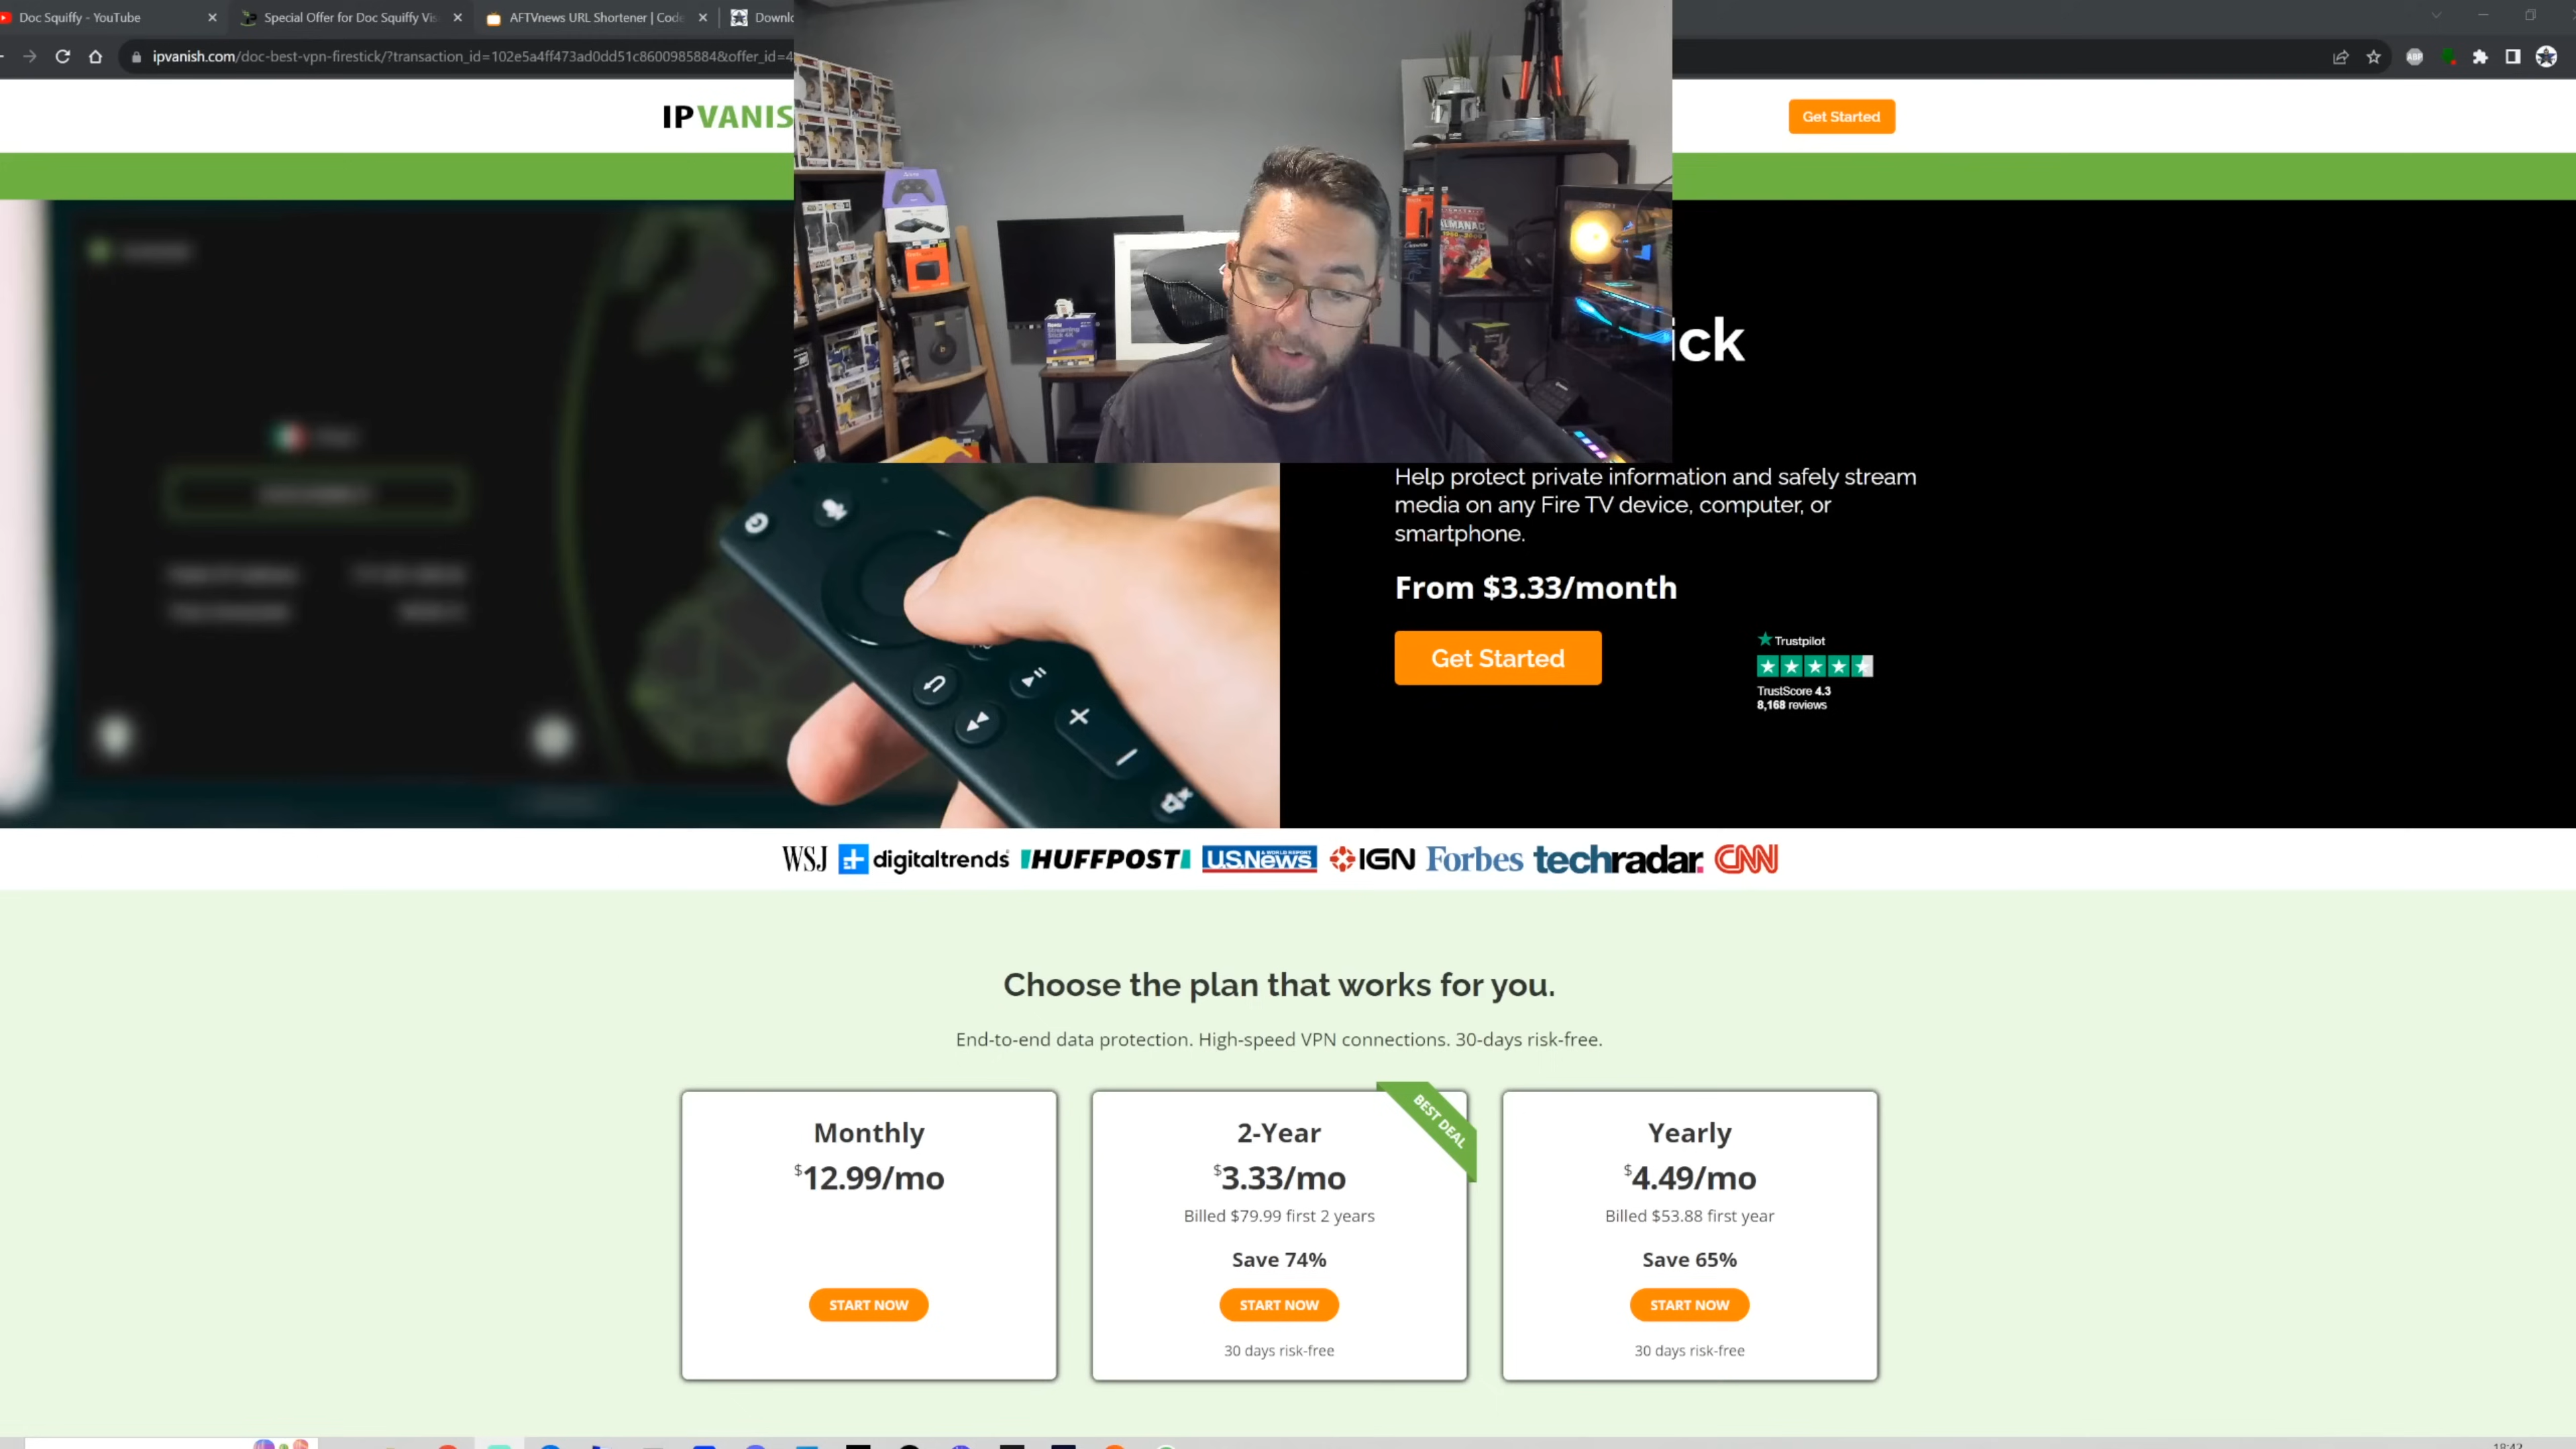 Doc Squiffy - YouTube
Special Offer for Doc Squiffy Vis
AFTVnews URL Shortener | Code
Downlo
ipvanish.com/doc-best-vpn-firestick/?transaction_id=102e5a4ff473ad0dd51c8600985884&offer_id=4
ABP
IPVANIS
Get Started
ALMANAC
ick
Help protect private information and safely stream
media on any Fire TV device, computer, or
smartphone.
From $3.33/month
Get Started
Trustpilot
TrustScore 4.3
8,168 reviews
WSJ digitaltrends HUFFPOST U.S.News IGN Forbes techradar. CNN
Choose the plan that works for you.
End-to-end data protection. High-speed VPN connections. 30-days risk-free.
Monthly
$12.99/mo
START NOW
BEST DEAL
2-Year
$3.33/mo
Billed $79.99 first 2 years
Save 74%
START NOW
30 days risk-free
Yearly
$4.49/mo
Billed $53.88 first year
Save 65%
START NOW
30 days risk-free
18:42